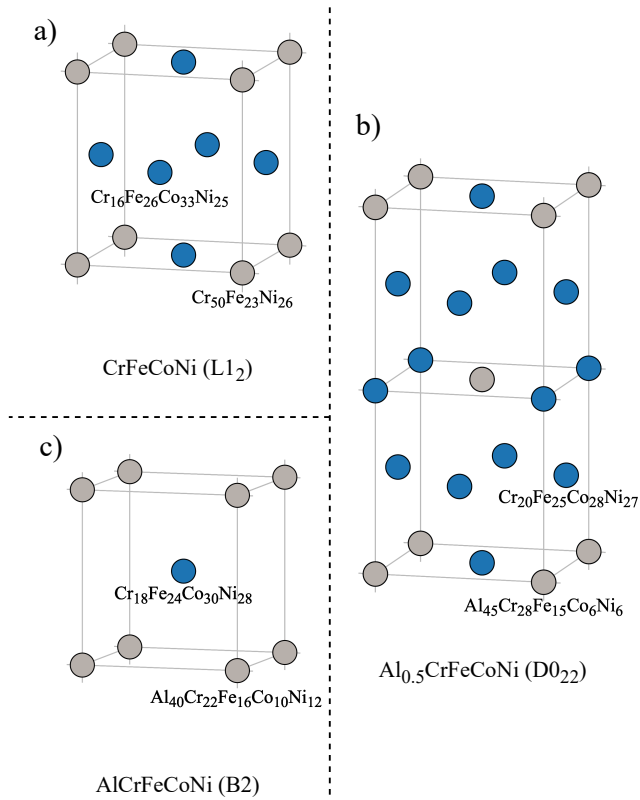 a)
Cr₁₆Fe₂₆Co₃₃Ni₂₅
Cr₅₀Fe₂₃Ni₂₆
CrFeCoNi (L1₂)
b)
Cr₂₀Fe₂₅Co₂₈Ni₂₇
Al₄₅Cr₂₈Fe₁₅Co₆Ni₆
Al₀.₅CrFeCoNi (D0₂₂)
c)
Cr₁₈Fe₂₄Co₃₀Ni₂₈
Al₄₀Cr₂₂Fe₁₆Co₁₀Ni₁₂
AlCrFeCoNi (B2)